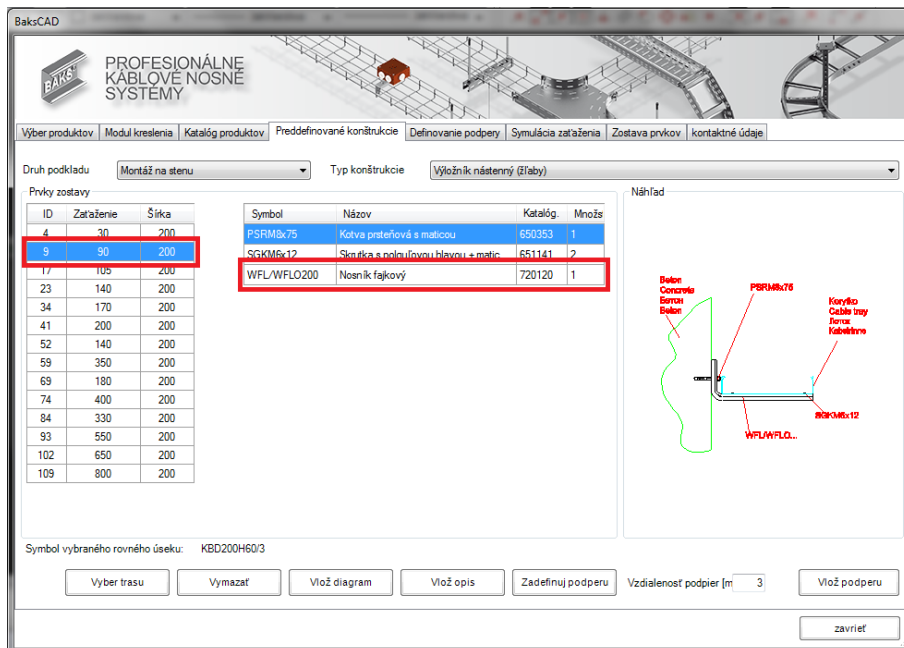 BaksCAD
BAKS
PROFESIONÁLNE
KÁBLOVÉ NOSNÉ
SYSTÉMY
Výber produktov Modul kreslenia Katalóg produktov Preddefinované konštrukcie Definovanie podpery Symulácia zaťaženia Zostava prvkov kontaktné údaje
Druh podkladu Montáž na stenu Typ konštrukcie Výložník nástenný (žľaby)
Prvky zostavy
ID Zaťaženie Šírka
4 30 200
9 90 200
17 105 200
23 140 200
34 170 200
41 200 200
52 140 200
59 350 200
69 180 200
74 400 200
84 330 200
93 550 200
102 650 200
109 800 200
Symbol Názov Katalóg. Množs
PSRM8x75 Kotva prsteňová s maticou 650353 1
SGKM6x12 Skrutka s polguľovou hlavou + matic 651141 2
WFL/WFLO200 Nosník fajkový 720120 1
Náhľad
Beton
Concrete
Бетон
Beton
PSRM8x75
Korytko
Cable tray
Лоток
Kabelrinne
SGKM6x12
WFL/WFLO...
Symbol vybraného rovného úseku: KBD200H60/3
Vyber trasu Vymazať Vlož diagram Vlož opis Zadefinuj podperu Vzdialenosť podpier [m 3 Vlož podperu
zavrieť